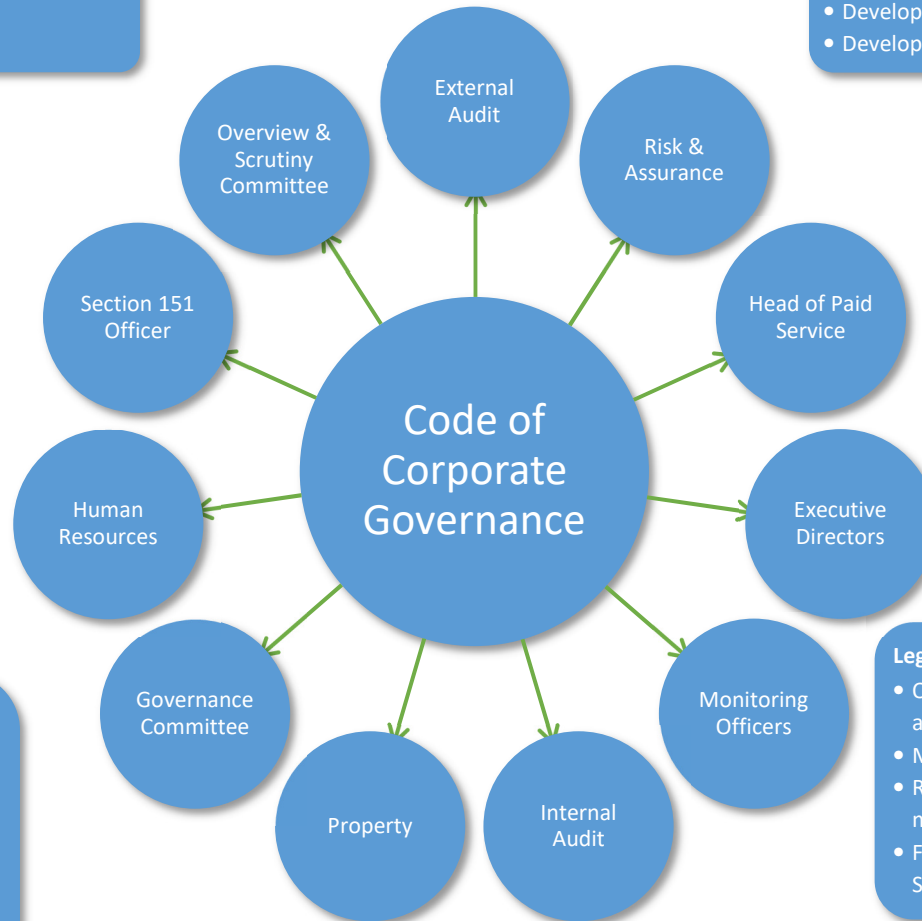 • Develop
• Develop
External
Audit
Overview &
Scrutiny
Committee
Risk &
Assurance
Section 151
Officer
Head of Paid
Service
Code of
Corporate
Governance
Human
Resources
Executive
Directors
Governance
Committee
Monitoring
Officers
Property
Internal
Audit
Leg
•
a
• M
• R
•
• F
S